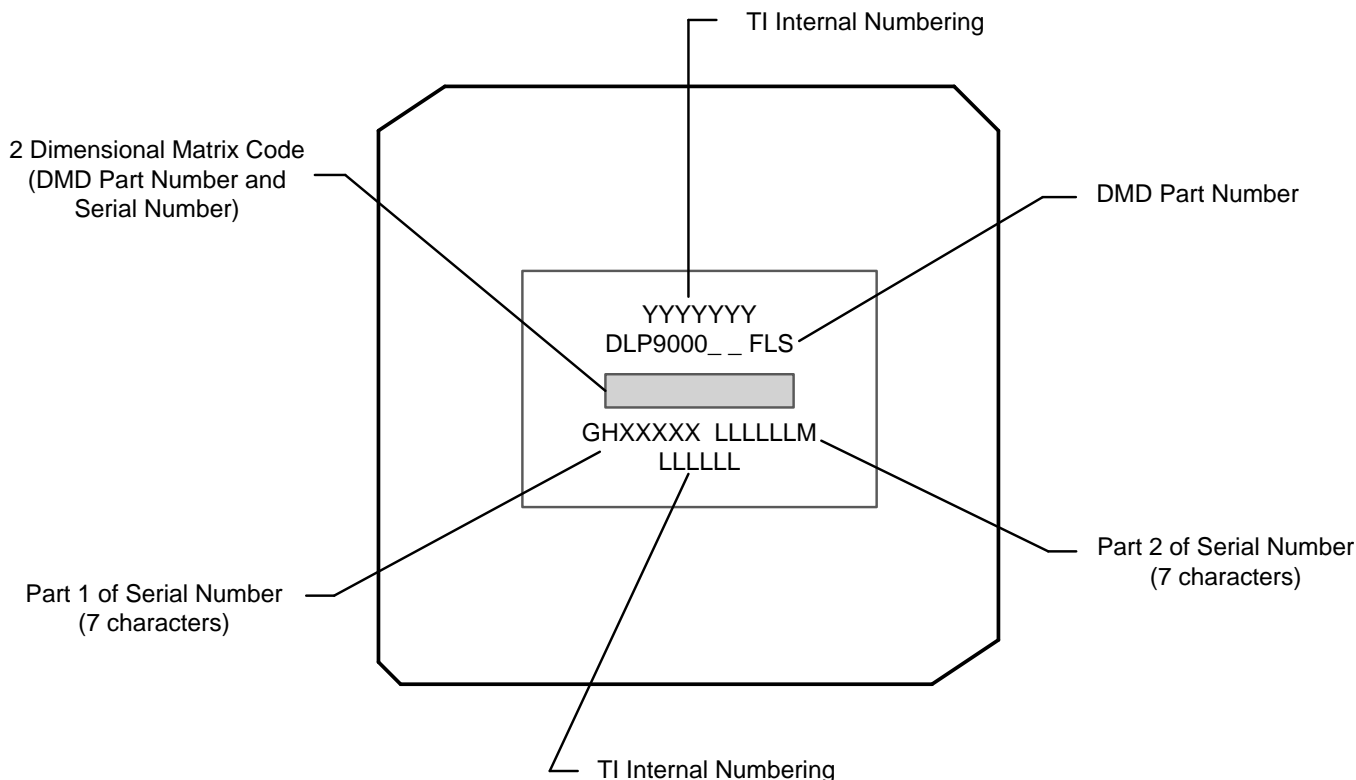 TI Internal Numbering
2 Dimensional Matrix Code
(DMD Part Number and
Serial Number)
DMD Part Number
YYYYYYY
DLP9000_ _ FLS
GHXXXXX LLLLLLM
LLLLLL
Part 2 of Serial Number
(7 characters)
Part 1 of Serial Number
(7 characters)
TI Internal Numbering